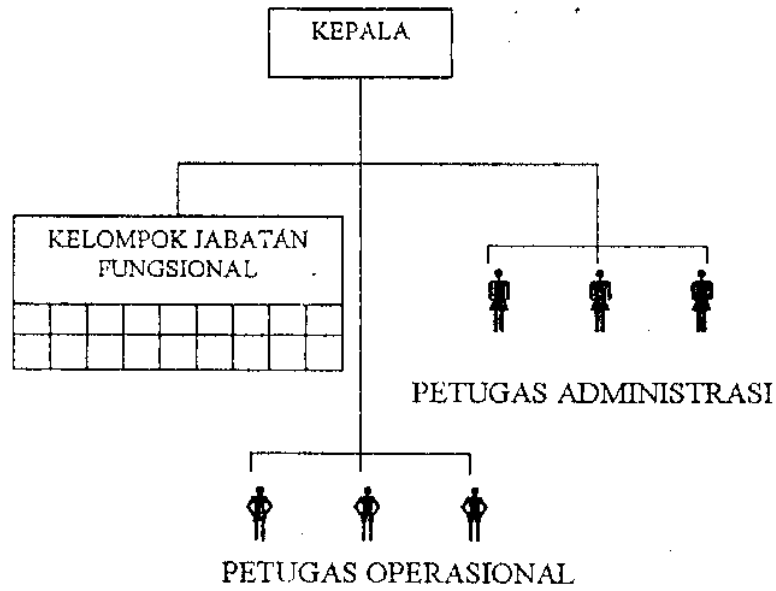 KEPALA
KELOMPOK JABATAN
FUNGSIONAL
PETUGAS ADMINISTRASI
PETUGAS OPERASIONAL